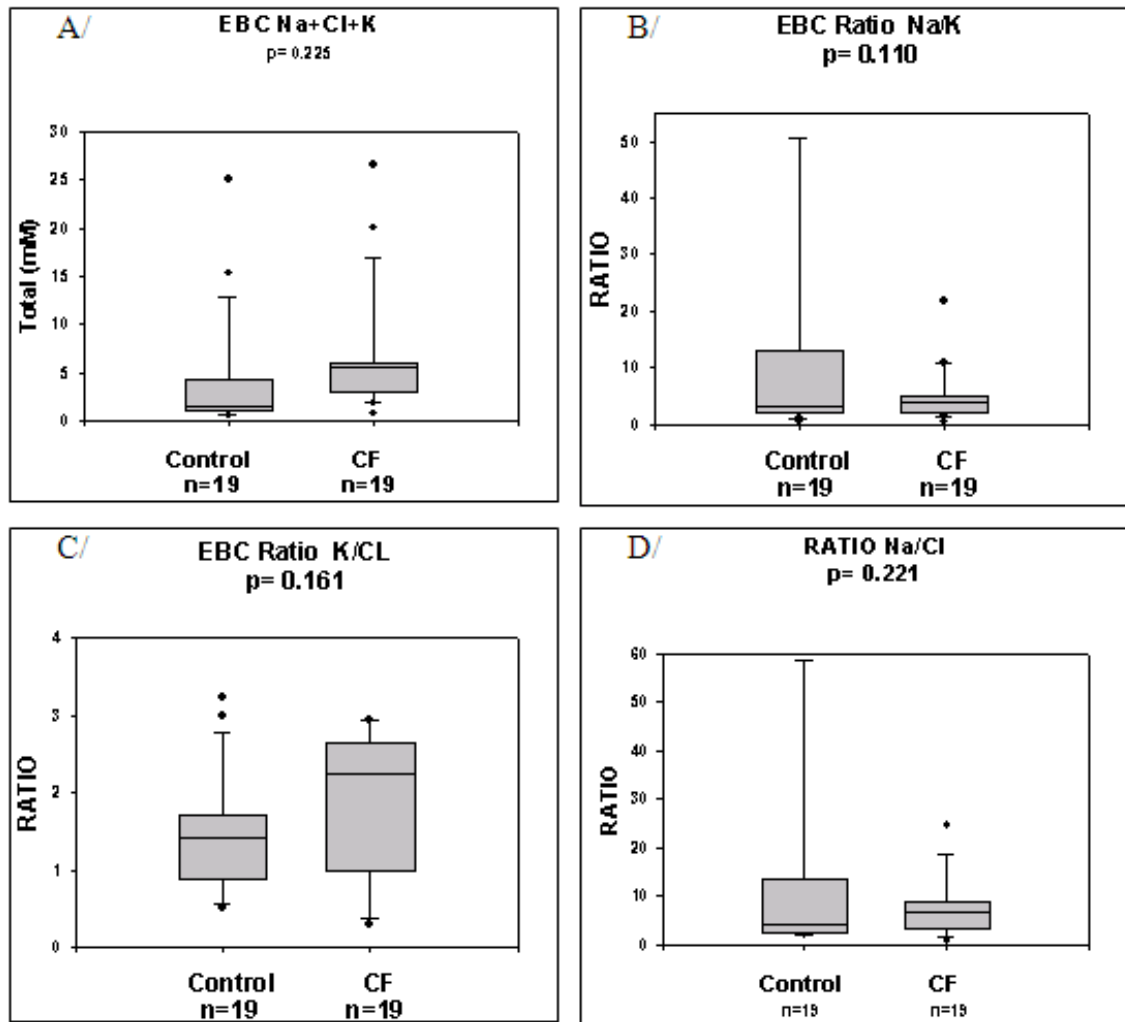 A/
EBC Na+Cl+K
p= 0.225
30
25
20
15
10
5
0
Total (mM)
Control
n=19
CF
n=19
B/
EBC Ratio Na/K
p= 0.110
50
40
30
20
10
0
RATIO
Control
n=19
CF
n=19
C/
EBC Ratio K/CL
p= 0.161
4
3
2
1
0
RATIO
Control
n=19
CF
n=19
D/
RATIO Na/Cl
p= 0.221
60
50
40
30
20
10
0
RATIO
Control
n=19
CF
n=19